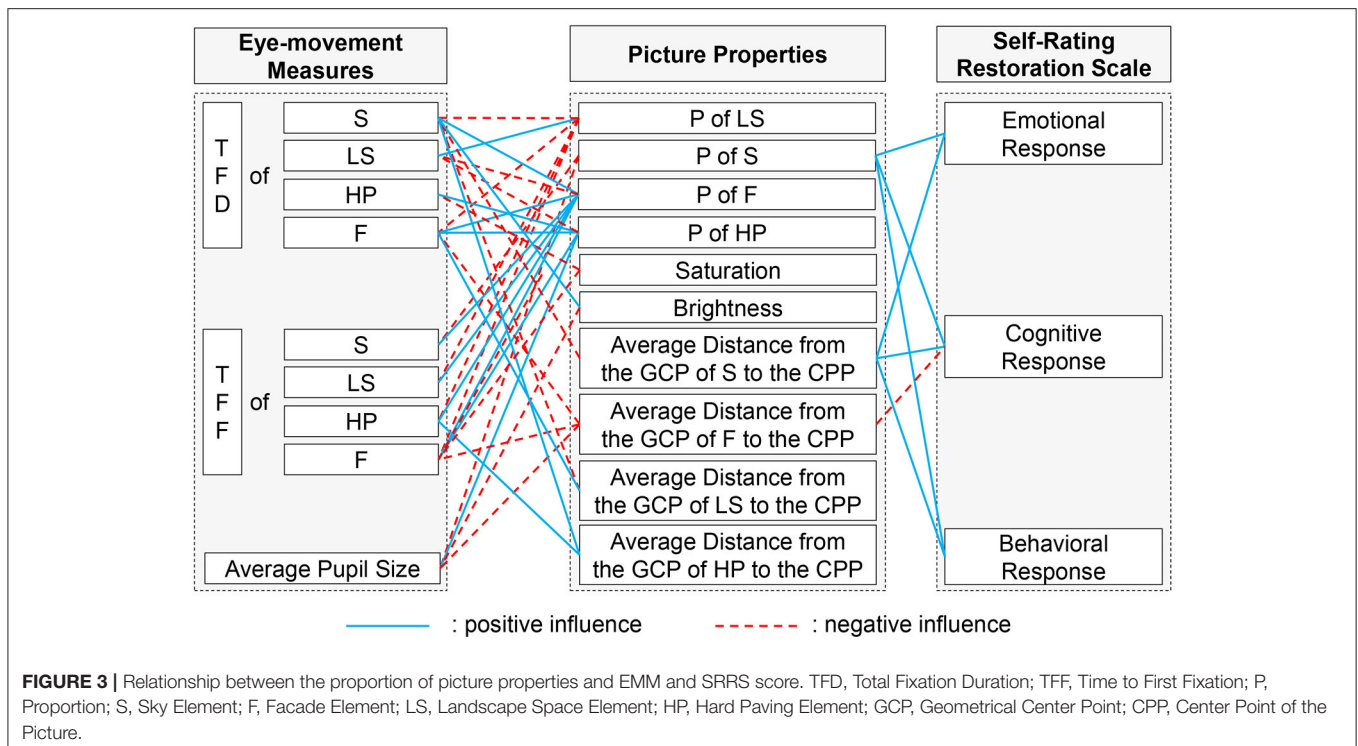 Eye-movement
Measures
Picture Properties
Self-Rating
Restoration Scale
T
F
D
of
S
LS
HP
F
T
F
F
of
S
LS
HP
F
Average Pupil Size
P of LS
P of S
P of F
P of HP
Saturation
Brightness
Average Distance from
the GCP of S to the CPP
Average Distance from
the GCP of F to the CPP
Average Distance from
the GCP of LS to the CPP
Average Distance from
the GCP of HP to the CPP
Emotional
Response
Cognitive
Response
Behavioral
Response
: positive influence
: negative influence
FIGURE 3 | Relationship between the proportion of picture properties and EMM and SRRS score. TFD, Total Fixation Duration; TFF, Time to First Fixation; P,
Proportion; S, Sky Element; F, Facade Element; LS, Landscape Space Element; HP, Hard Paving Element; GCP, Geometrical Center Point; CPP, Center Point of the
Picture.